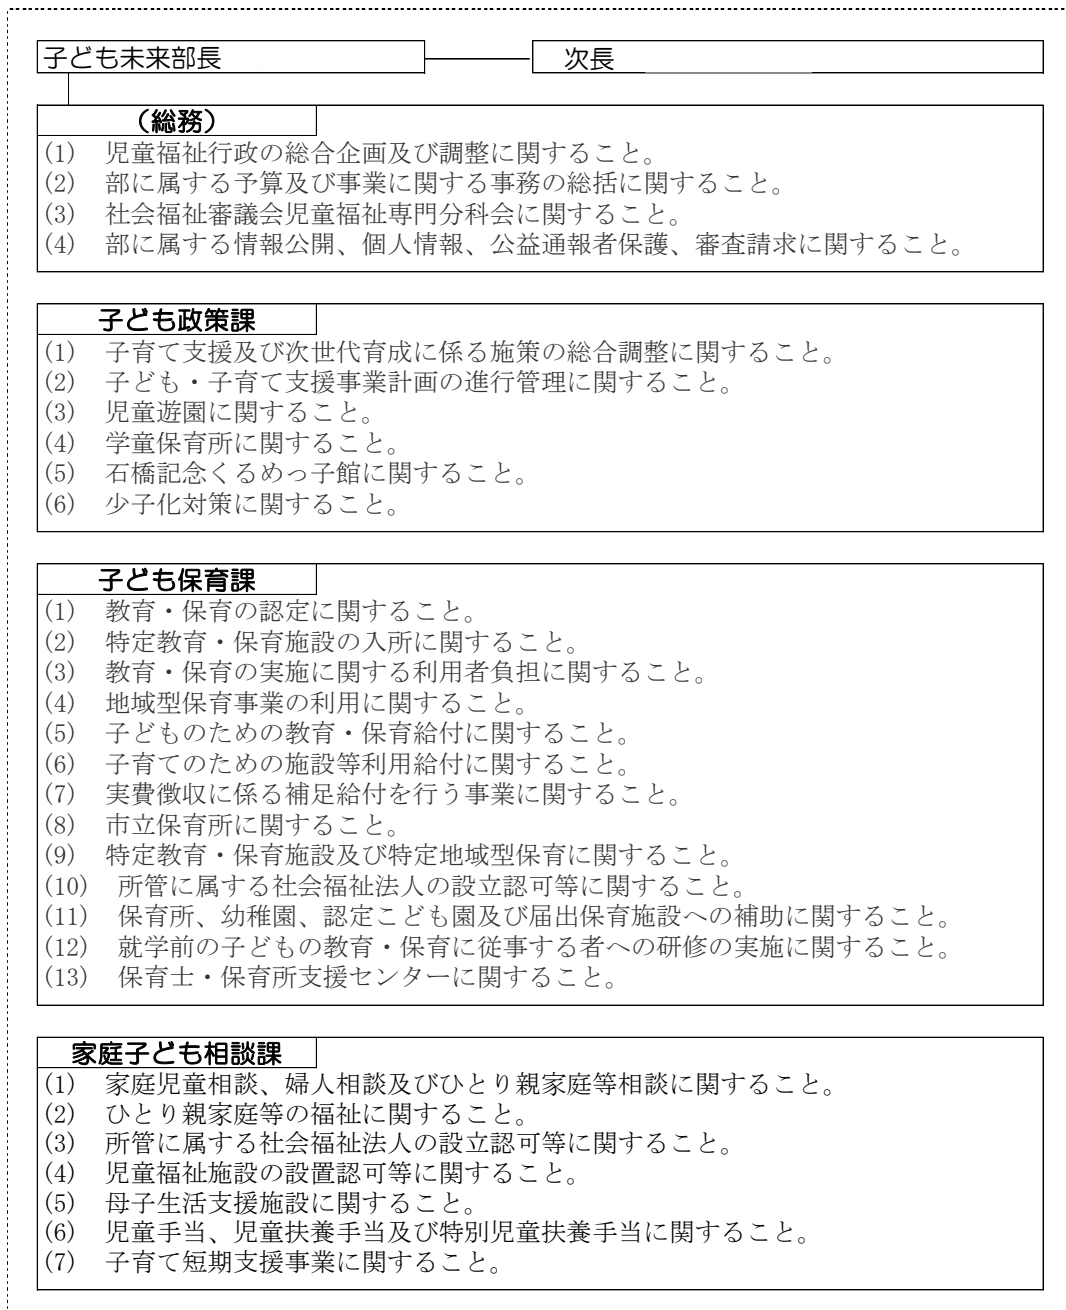 子ども未来部長
次長
（総務）
(1)　児童福祉行政の総合企画及び調整に関すること。
(2)　部に属する予算及び事業に関する事務の総括に関すること。
(3)　社会福祉審議会児童福祉専門分科会に関すること。
(4)　部に属する情報公開、個人情報、公益通報者保護、審査請求に関すること。
子ども政策課
(1)　子育て支援及び次世代育成に係る施策の総合調整に関すること。
(2)　子ども・子育て支援事業計画の進行管理に関すること。
(3)　児童遊園に関すること。
(4)　学童保育所に関すること。
(5)　石橋記念くるめっ子館に関すること。
(6)　少子化対策に関すること。
子ども保育課
(1)　教育・保育の認定に関すること。
(2)　特定教育・保育施設の入所に関すること。
(3)　教育・保育の実施に関する利用者負担に関すること。
(4)　地域型保育事業の利用に関すること。
(5)　子どものための教育・保育給付に関すること。
(6)　子育てのための施設等利用給付に関すること。
(7)　実費徴収に係る補足給付を行う事業に関すること。
(8)　市立保育所に関すること。
(9)　特定教育・保育施設及び特定地域型保育に関すること。
(10)　所管に属する社会福祉法人の設立認可等に関すること。
(11)　保育所、幼稚園、認定こども園及び届出保育施設への補助に関すること。
(12)　就学前の子どもの教育・保育に従事する者への研修の実施に関すること。
(13)　保育士・保育所支援センターに関すること。
家庭子ども相談課
(1)　家庭児童相談、婦人相談及びひとり親家庭等相談に関すること。
(2)　ひとり親家庭等の福祉に関すること。
(3)　所管に属する社会福祉法人の設立認可等に関すること。
(4)　児童福祉施設の設置認可等に関すること。
(5)　母子生活支援施設に関すること。
(6)　児童手当、児童扶養手当及び特別児童扶養手当に関すること。
(7)　子育て短期支援事業に関すること。